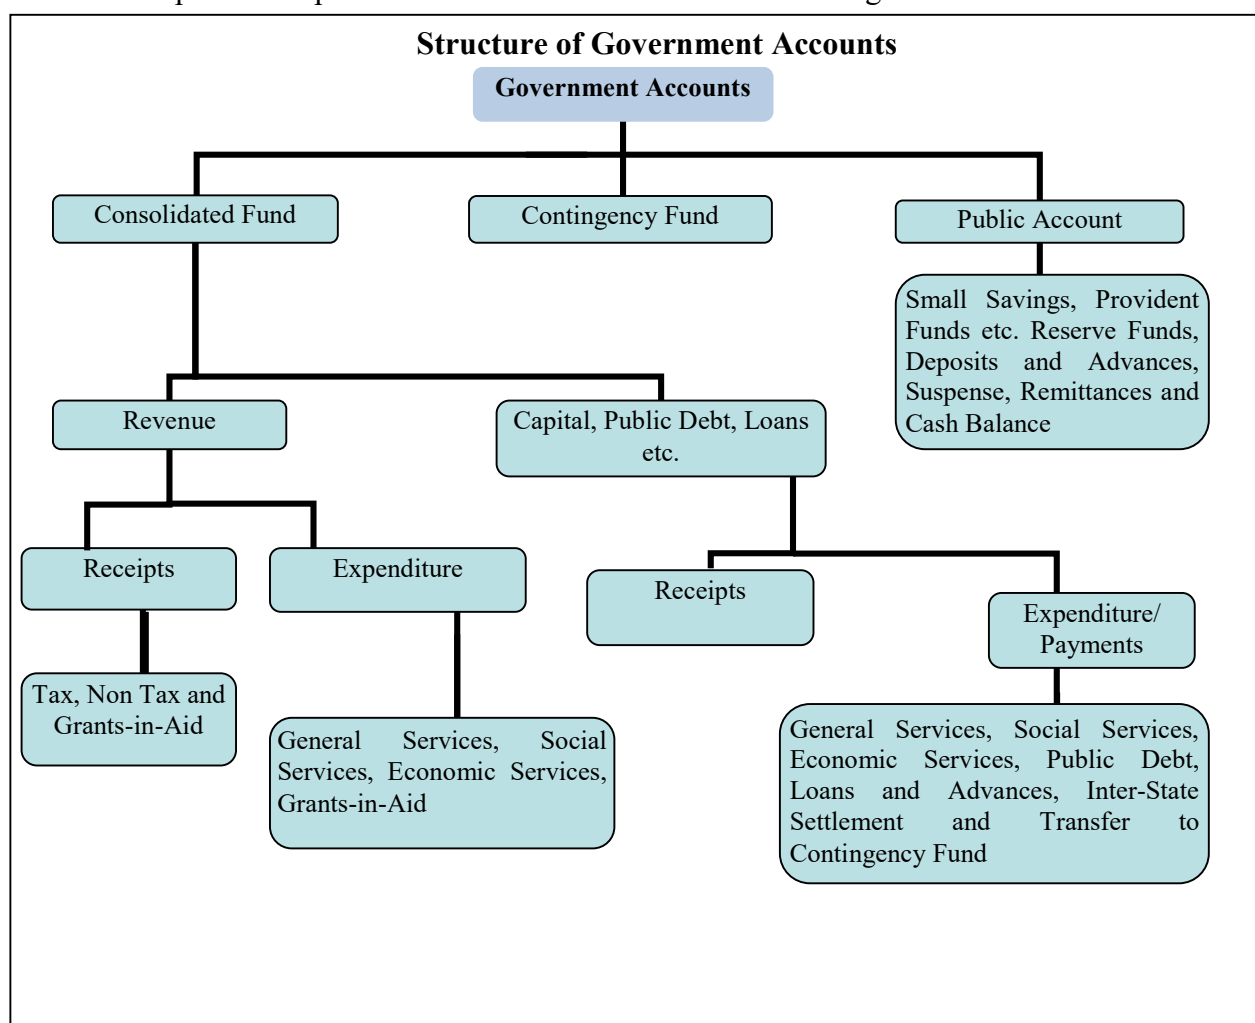 Structure of Government Accounts
Government Accounts
Consolidated Fund
Contingency Fund
Public Account
Small Savings, Provident
Funds etc. Reserve Funds,
Deposits and Advances,
Suspense, Remittances and
Cash Balance
Revenue
Capital, Public Debt, Loans
etc.
Receipts
Expenditure
Receipts
Expenditure/
Payments
Tax, Non Tax and
Grants-in-Aid
General Services, Social
Services, Economic Services,
Grants-in-Aid
General Services, Social Services,
Economic Services, Public Debt,
Loans and Advances, Inter-State
Settlement and Transfer to
Contingency Fund